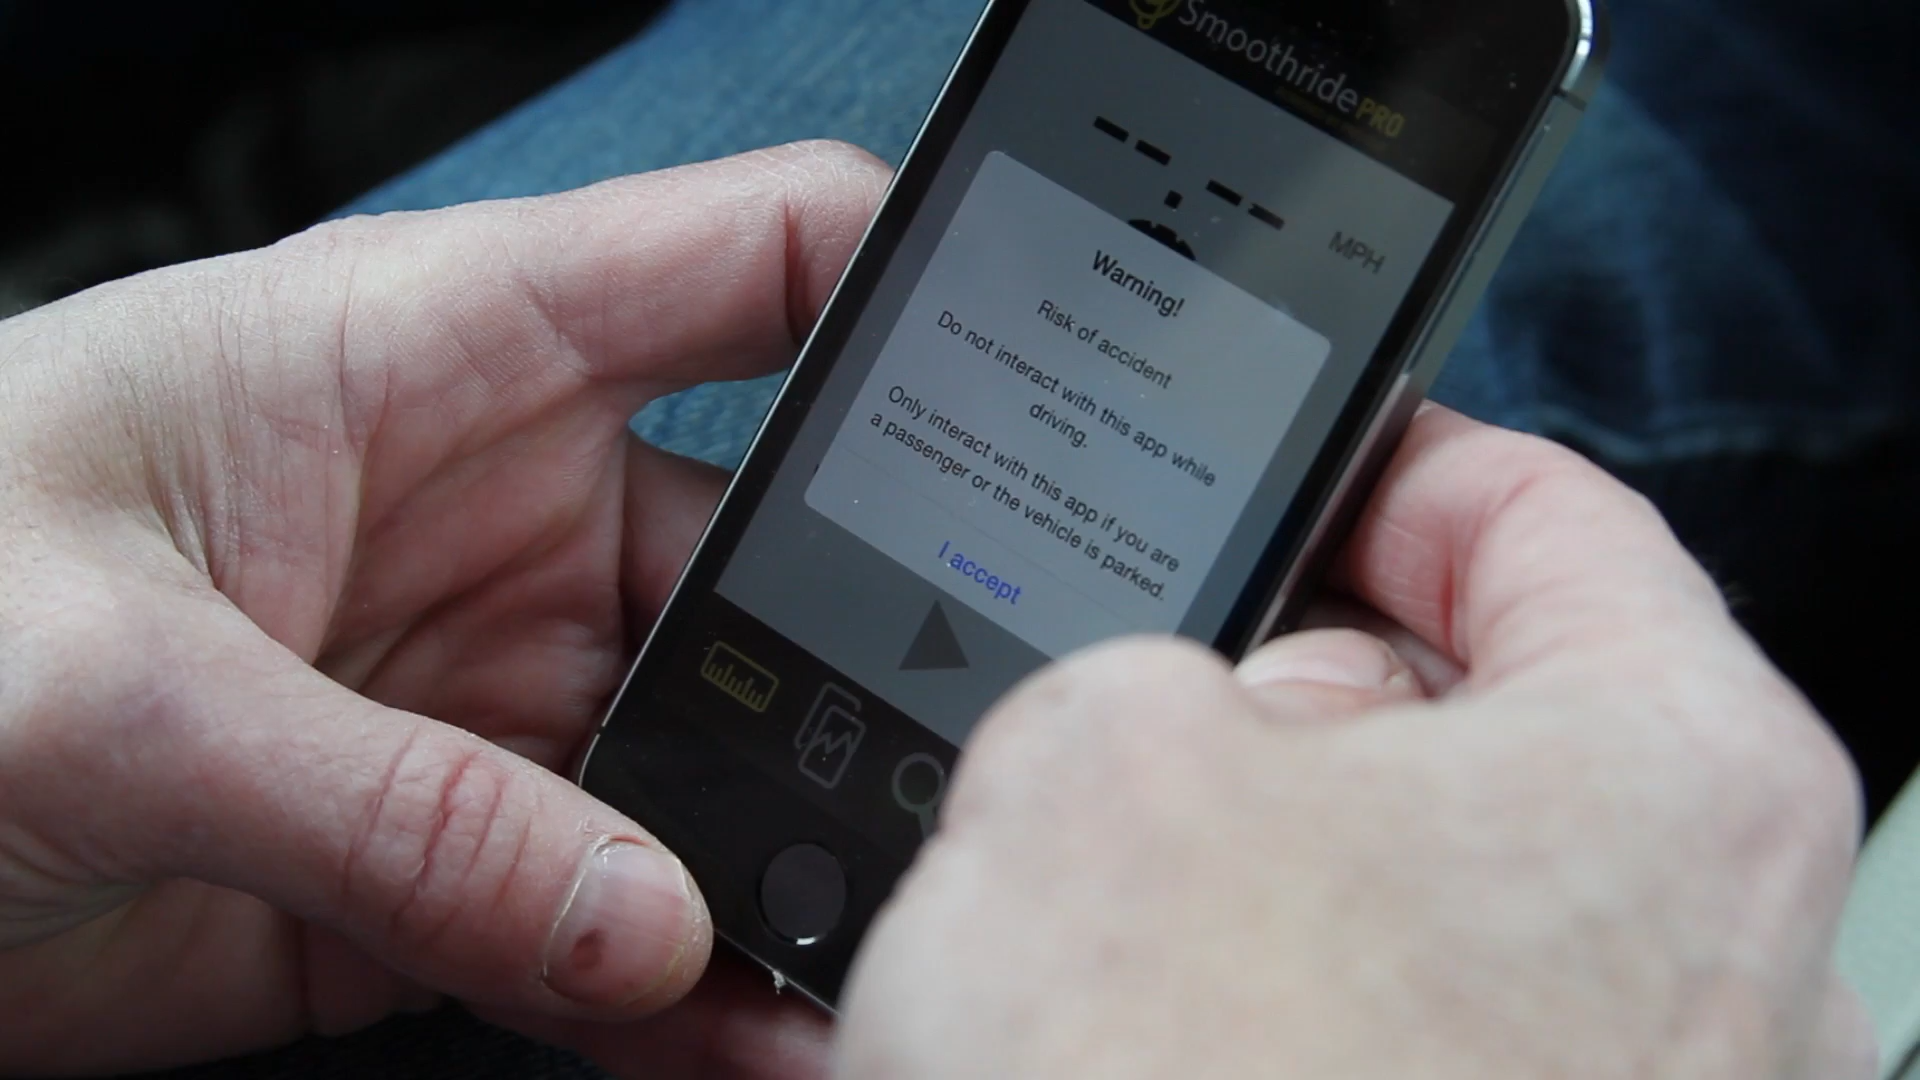 Smoothride PRO
-- . -- MPH
Warning!
Risk of accident
Do not interact with this app while
driving.
Only interact with this app if you are
a passenger or the vehicle is parked.
I accept